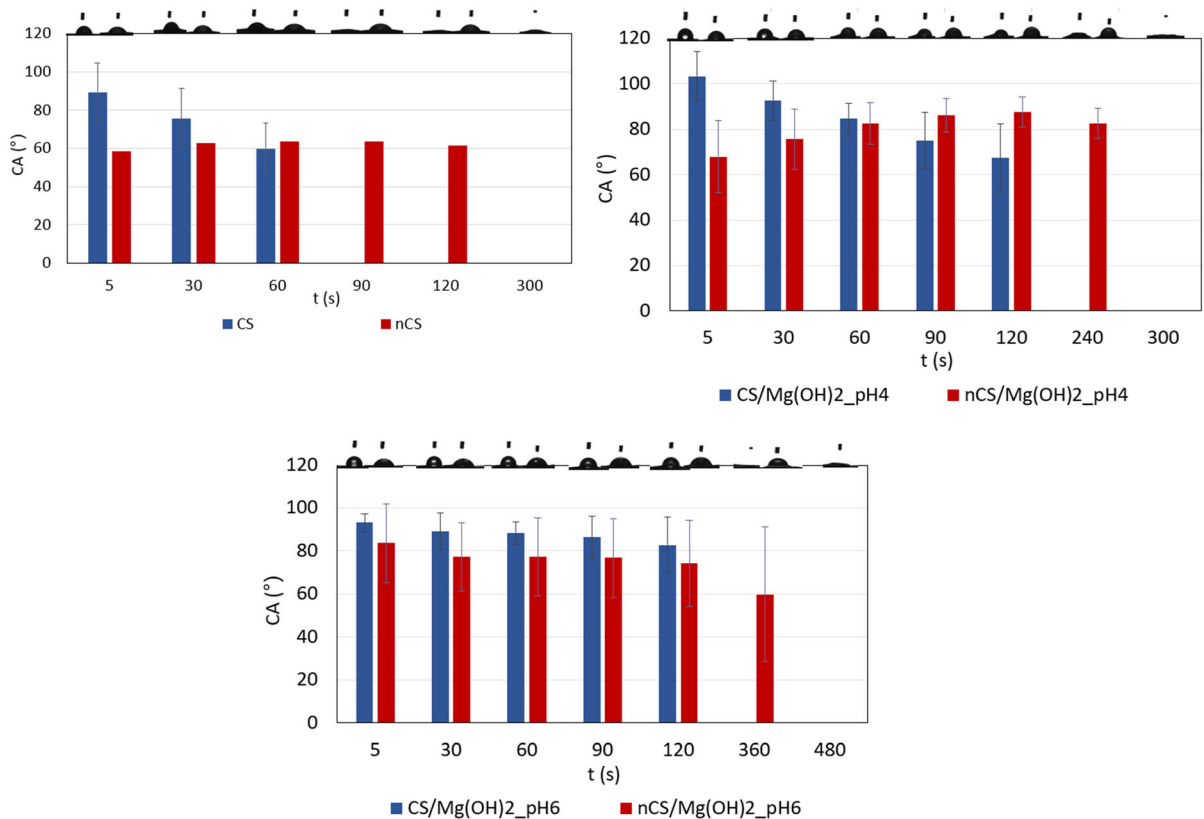 120
100
80
60
40
20
0
CA (°)
5 30 60 90 120 300
t (s)
CS nCS
120
100
80
60
40
20
0
CA (°)
5 30 60 90 120 240 300
t (s)
CS/Mg(OH)2_pH4 nCS/Mg(OH)2_pH4
120
100
80
60
40
20
0
CA (°)
5 30 60 90 120 360 480
t (s)
CS/Mg(OH)2_pH6 nCS/Mg(OH)2_pH6